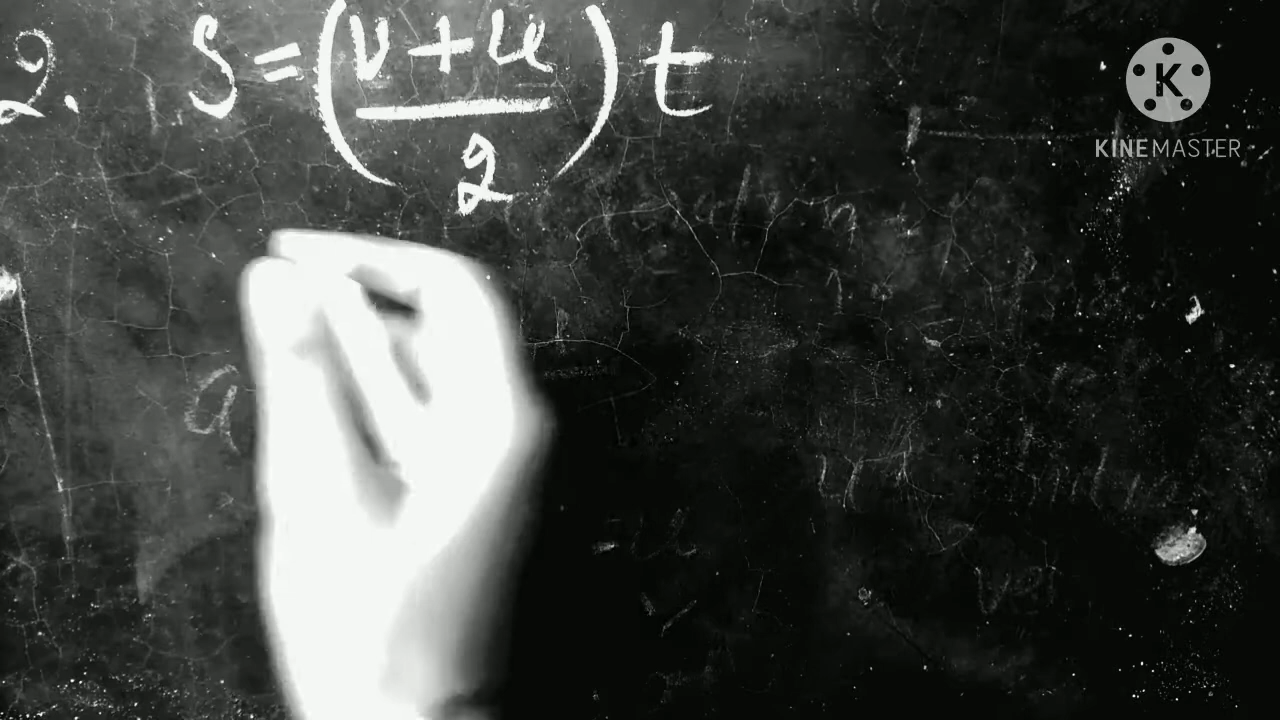 2. S = (v+u/2) t
K
KINEMASTER